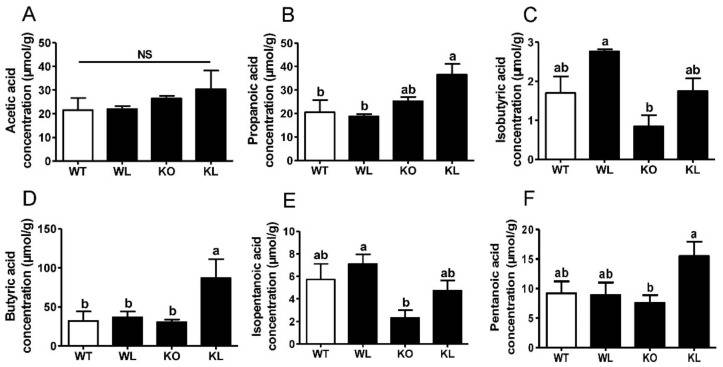 A
Acetic acid
concentration (μmol/g)
50
40
30
20
10
0
NS
WT WL KO KL
B
Propanoic acid
concentration (μmol/g)
50
40
30
20
10
0
b b ab a
WT WL KO KL
C
Isobutyric acid
concentration (μmol/g)
3
2
1
0
ab a b ab
WT WL KO KL
D
Butyric acid
concentration (μmol/g)
150
100
50
0
b b b a
WT WL KO KL
E
Isopentanoic acid
concentration (μmol/g)
10
8
6
4
2
0
ab a b ab
WT WL KO KL
F
Pentanoic acid
concentration (μmol/g)
20
15
10
5
0
ab ab b a
WT WL KO KL